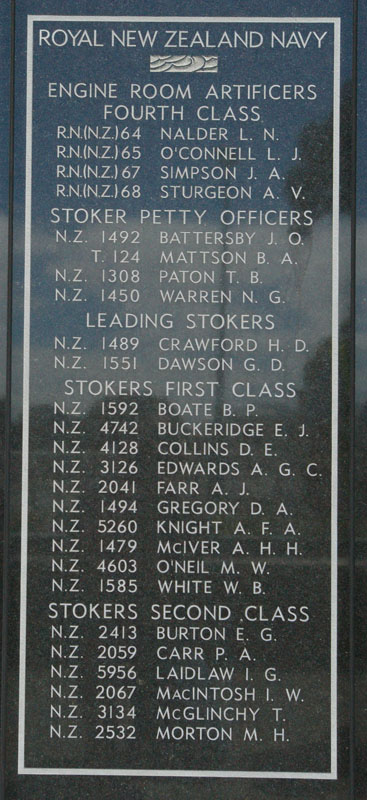 ROYAL NEW ZEALAND NAVY
ENGINE ROOM ARTIFICERS
FOURTH CLASS
R.N.(N.Z.) 64 NALDER L. N.
R.N.(N.Z.) 65 O'CONNELL L. J.
R.N.(N.Z.) 67 SIMPSON J. A.
R.N.(N.Z.) 68 STURGEON A. V.
STOKER PETTY OFFICERS
N.Z. 1492 BATTERSBY J. O.
T. 124 MATTSON B. A.
N.Z. 1308 PATON T. B.
N.Z. 1450 WARREN N. G.
LEADING STOKERS
N.Z. 1489 CRAWFORD H. D.
N.Z. 1551 DAWSON G. D.
STOKERS FIRST CLASS
N.Z. 1592 BOATE B. P.
N.Z. 4742 BUCKERIDGE E. J.
N.Z. 4128 COLLINS D. E.
N.Z. 3126 EDWARDS A. G. C.
N.Z. 2041 FARR A. J.
N.Z. 1494 GREGORY D. A.
N.Z. 5260 KNIGHT A. F. A.
N.Z. 1479 McIVER A. H. H.
N.Z. 4603 O'NEIL M. W.
N.Z. 1585 WHITE W. B.
STOKERS SECOND CLASS
N.Z. 2413 BURTON E. G.
N.Z. 2059 CARR P. A.
N.Z. 5956 LAIDLAW I. G.
N.Z. 2067 MacINTOSH I. W.
N.Z. 3134 McGLINCHY T.
N.Z. 2532 MORTON M. H.